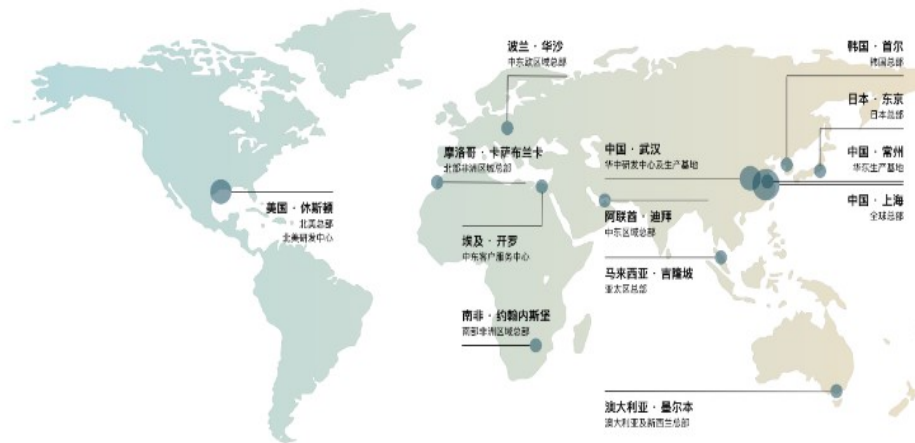 波兰 · 华沙
中东欧区域总部
韩国 · 首尔
韩国总部
日本 · 东京
日本总部
摩洛哥 · 卡萨布兰卡
北部非洲区域总部
中国 · 武汉
华中研发中心及生产基地
中国 · 常州
华东生产基地
美国 · 休斯顿
北美总部
北美研发中心
阿联酋 · 迪拜
中东区域总部
中国 · 上海
全球总部
埃及 · 开罗
中东客户服务中心
马来西亚 · 吉隆坡
亚太区总部
南非 · 约翰内斯堡
南部非洲区域总部
澳大利亚 · 墨尔本
澳大利亚及新西兰总部